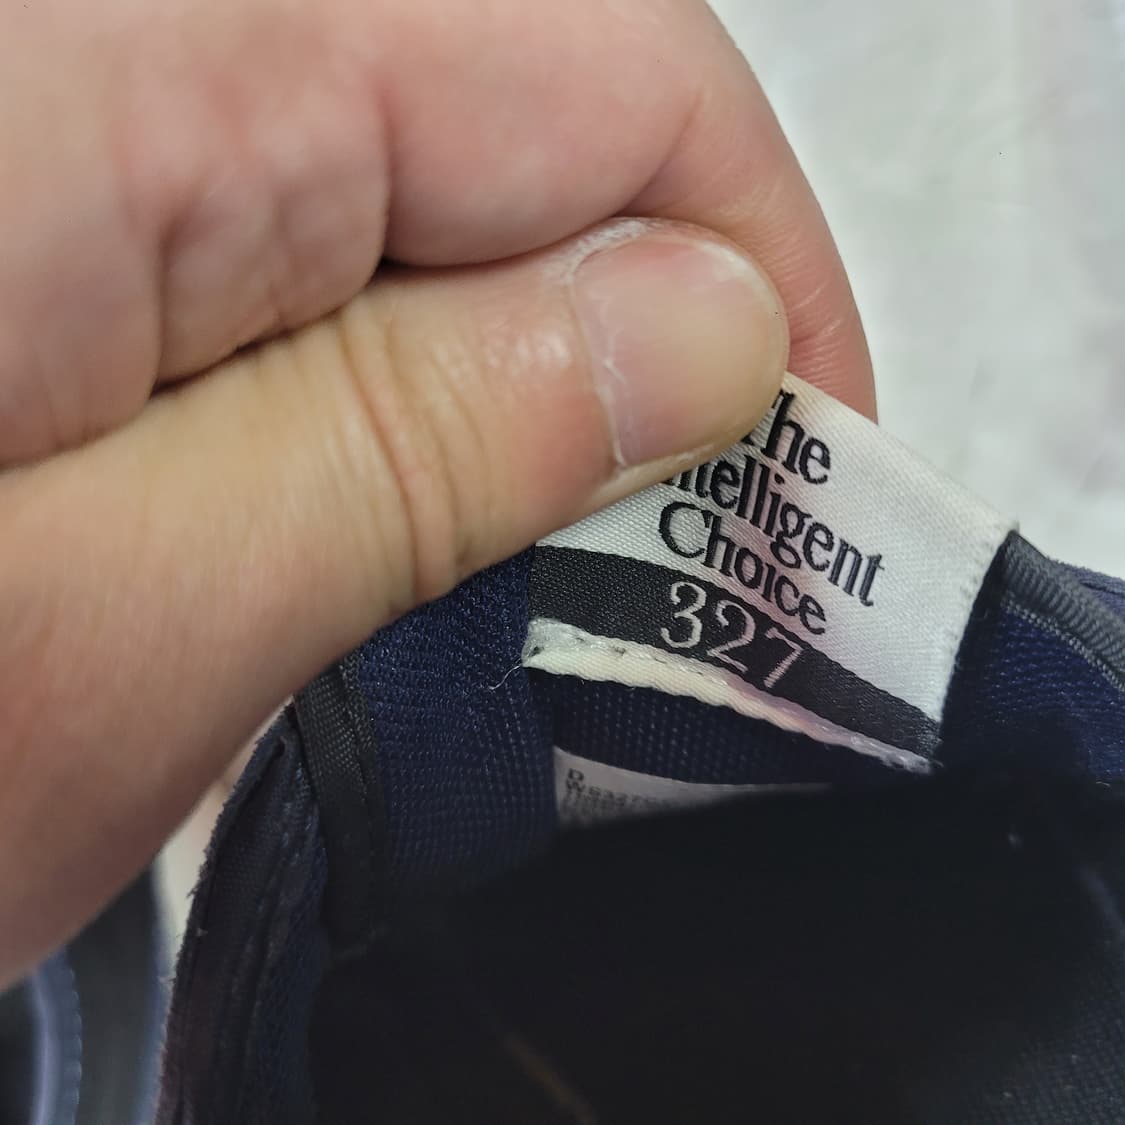 The
Intelligent
Choice
327